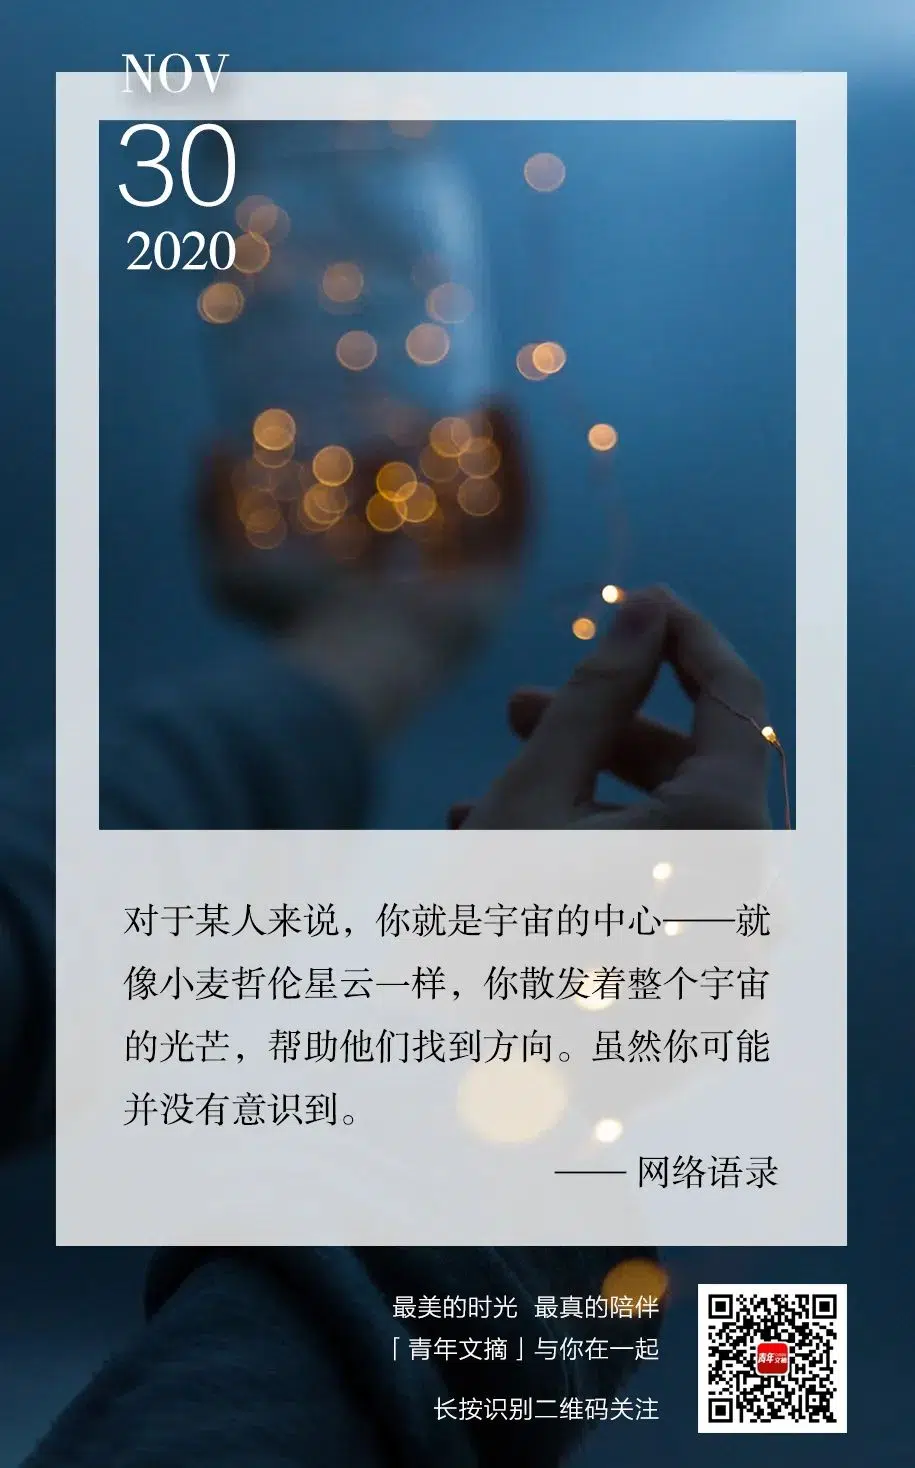 NOV
30
2020
对于某人来说，你就是宇宙的中心——就
像小麦哲伦星云一样，你散发着整个宇宙
的光芒，帮助他们找到方向。虽然你可能
并没有意识到。
—— 网络语录
最美的时光 最真的陪伴
「青年文摘」与你在一起
长按识别二维码关注
青年文摘